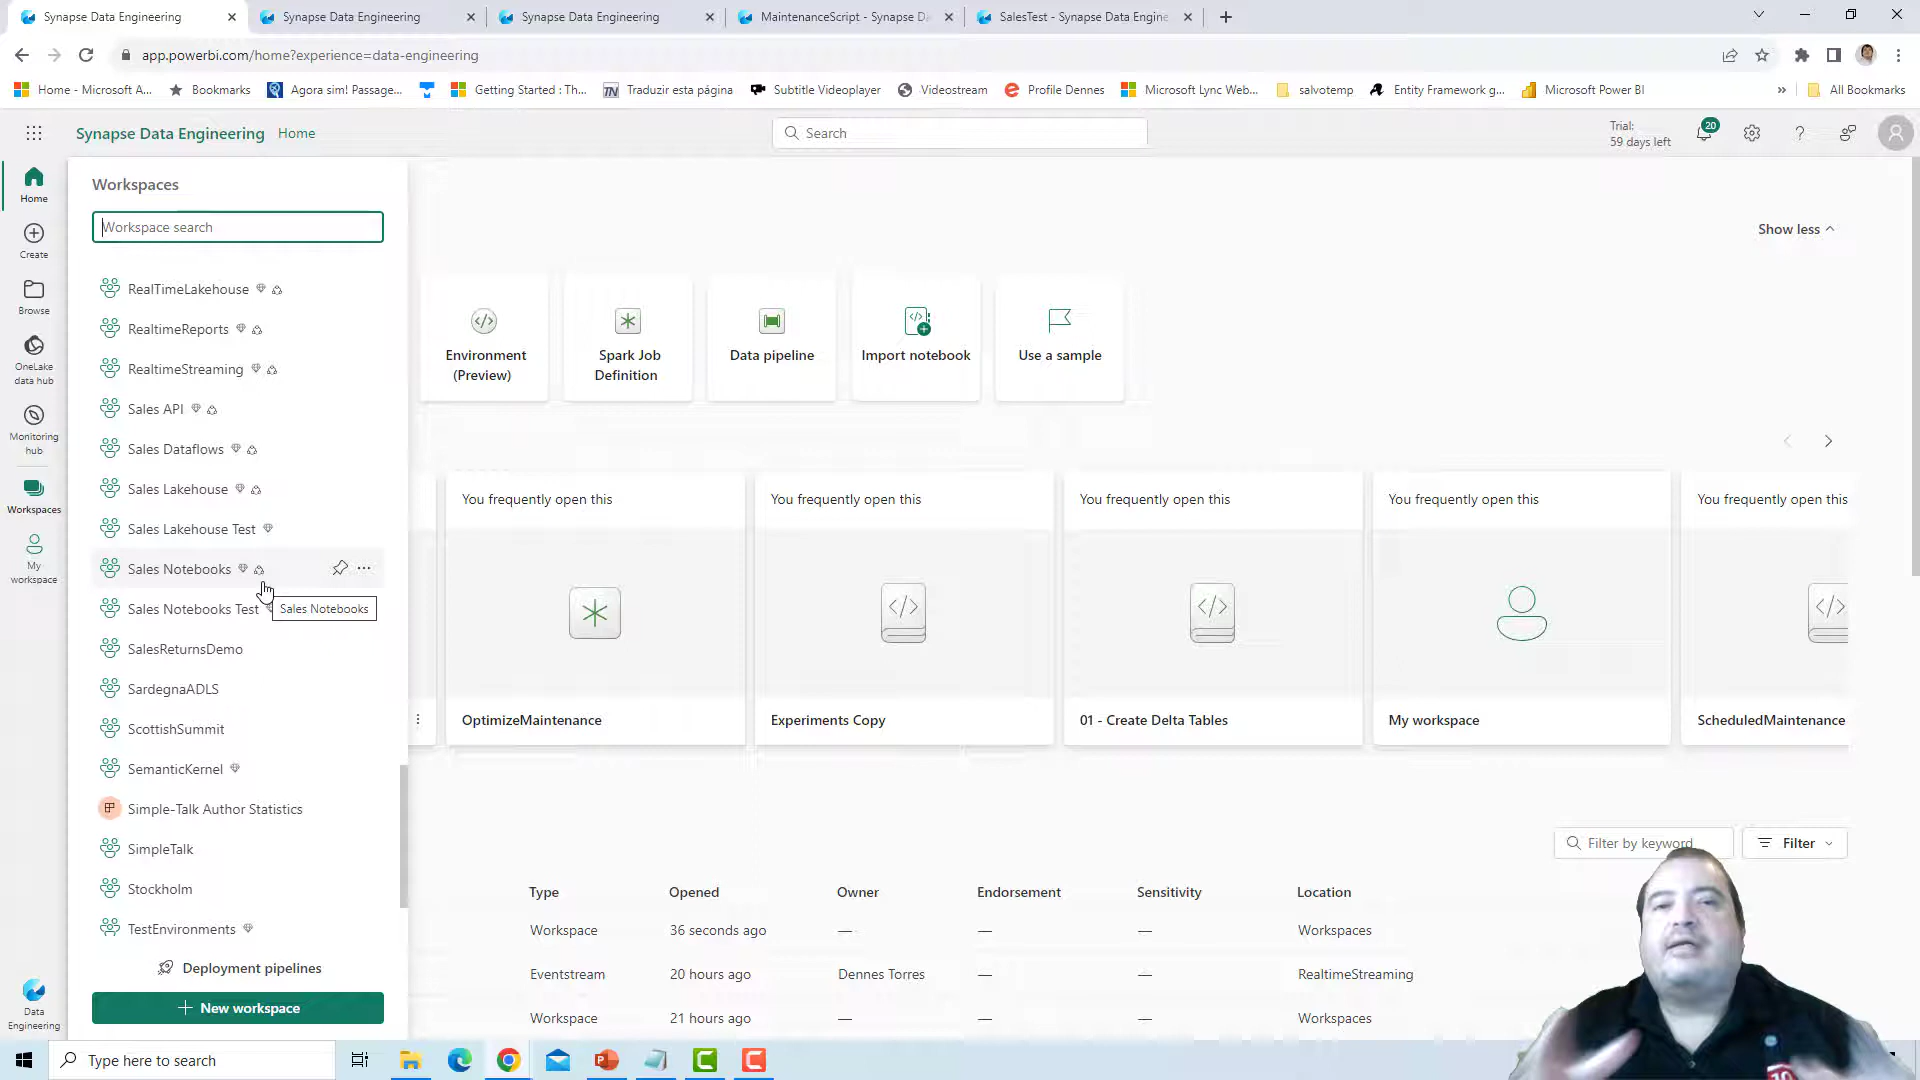 Synapse Data Engineering
Synapse Data Engineering
Synapse Data Engineering
MaintenanceScript - Synapse Da
SalesTest - Synapse Data Engine
app.powerbi.com/home?experience=data-engineering
Home - Microsoft A...
Bookmarks
Agora sim! Passage...
Getting Started : Th...
TN
Traduzir esta página
Subtitle Videoplayer
Videostream
Profile Dennes
Microsoft Lync Web...
salvotemp
Entity Framework g...
Microsoft Power BI
»
All Bookmarks
Synapse Data Engineering
Home
Search
Trial:
59 days left
20
Home
Create
Browse
OneLake
data hub
Monitoring
hub
Workspaces
My
workspace
Data
Engineering
Workspaces
Workspace search
RealTimeLakehouse
RealtimeReports
RealtimeStreaming
Sales API
Sales Dataflows
Sales Lakehouse
Sales Lakehouse Test
Sales Notebooks
Sales Notebooks Test
Sales Notebooks
SalesReturnsDemo
SardegnaADLS
ScottishSummit
SemanticKernel
Simple-Talk Author Statistics
SimpleTalk
Stockholm
TestEnvironments
Deployment pipelines
New workspace
Show less
Environment
(Preview)
Spark Job
Definition
Data pipeline
Import notebook
Use a sample
You frequently open this
You frequently open this
You frequently open this
You frequently open this
You frequently open this
OptimizeMaintenance
Experiments Copy
01 - Create Delta Tables
My workspace
ScheduledMaintenance
Filter by keyword
Filter
Type Opened Owner Endorsement Sensitivity Location
Workspace 36 seconds ago — — — Workspaces
Eventstream 20 hours ago Dennes Torres — — RealtimeStreaming
Workspace 21 hours ago — — — Workspaces
Type here to search